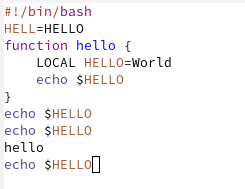 #!/bin/bash
HELL=HELLO
function hello {
    LOCAL HELLO=World
    echo $HELLO
}
echo $HELLO
echo $HELLO
hello
echo $HELLO